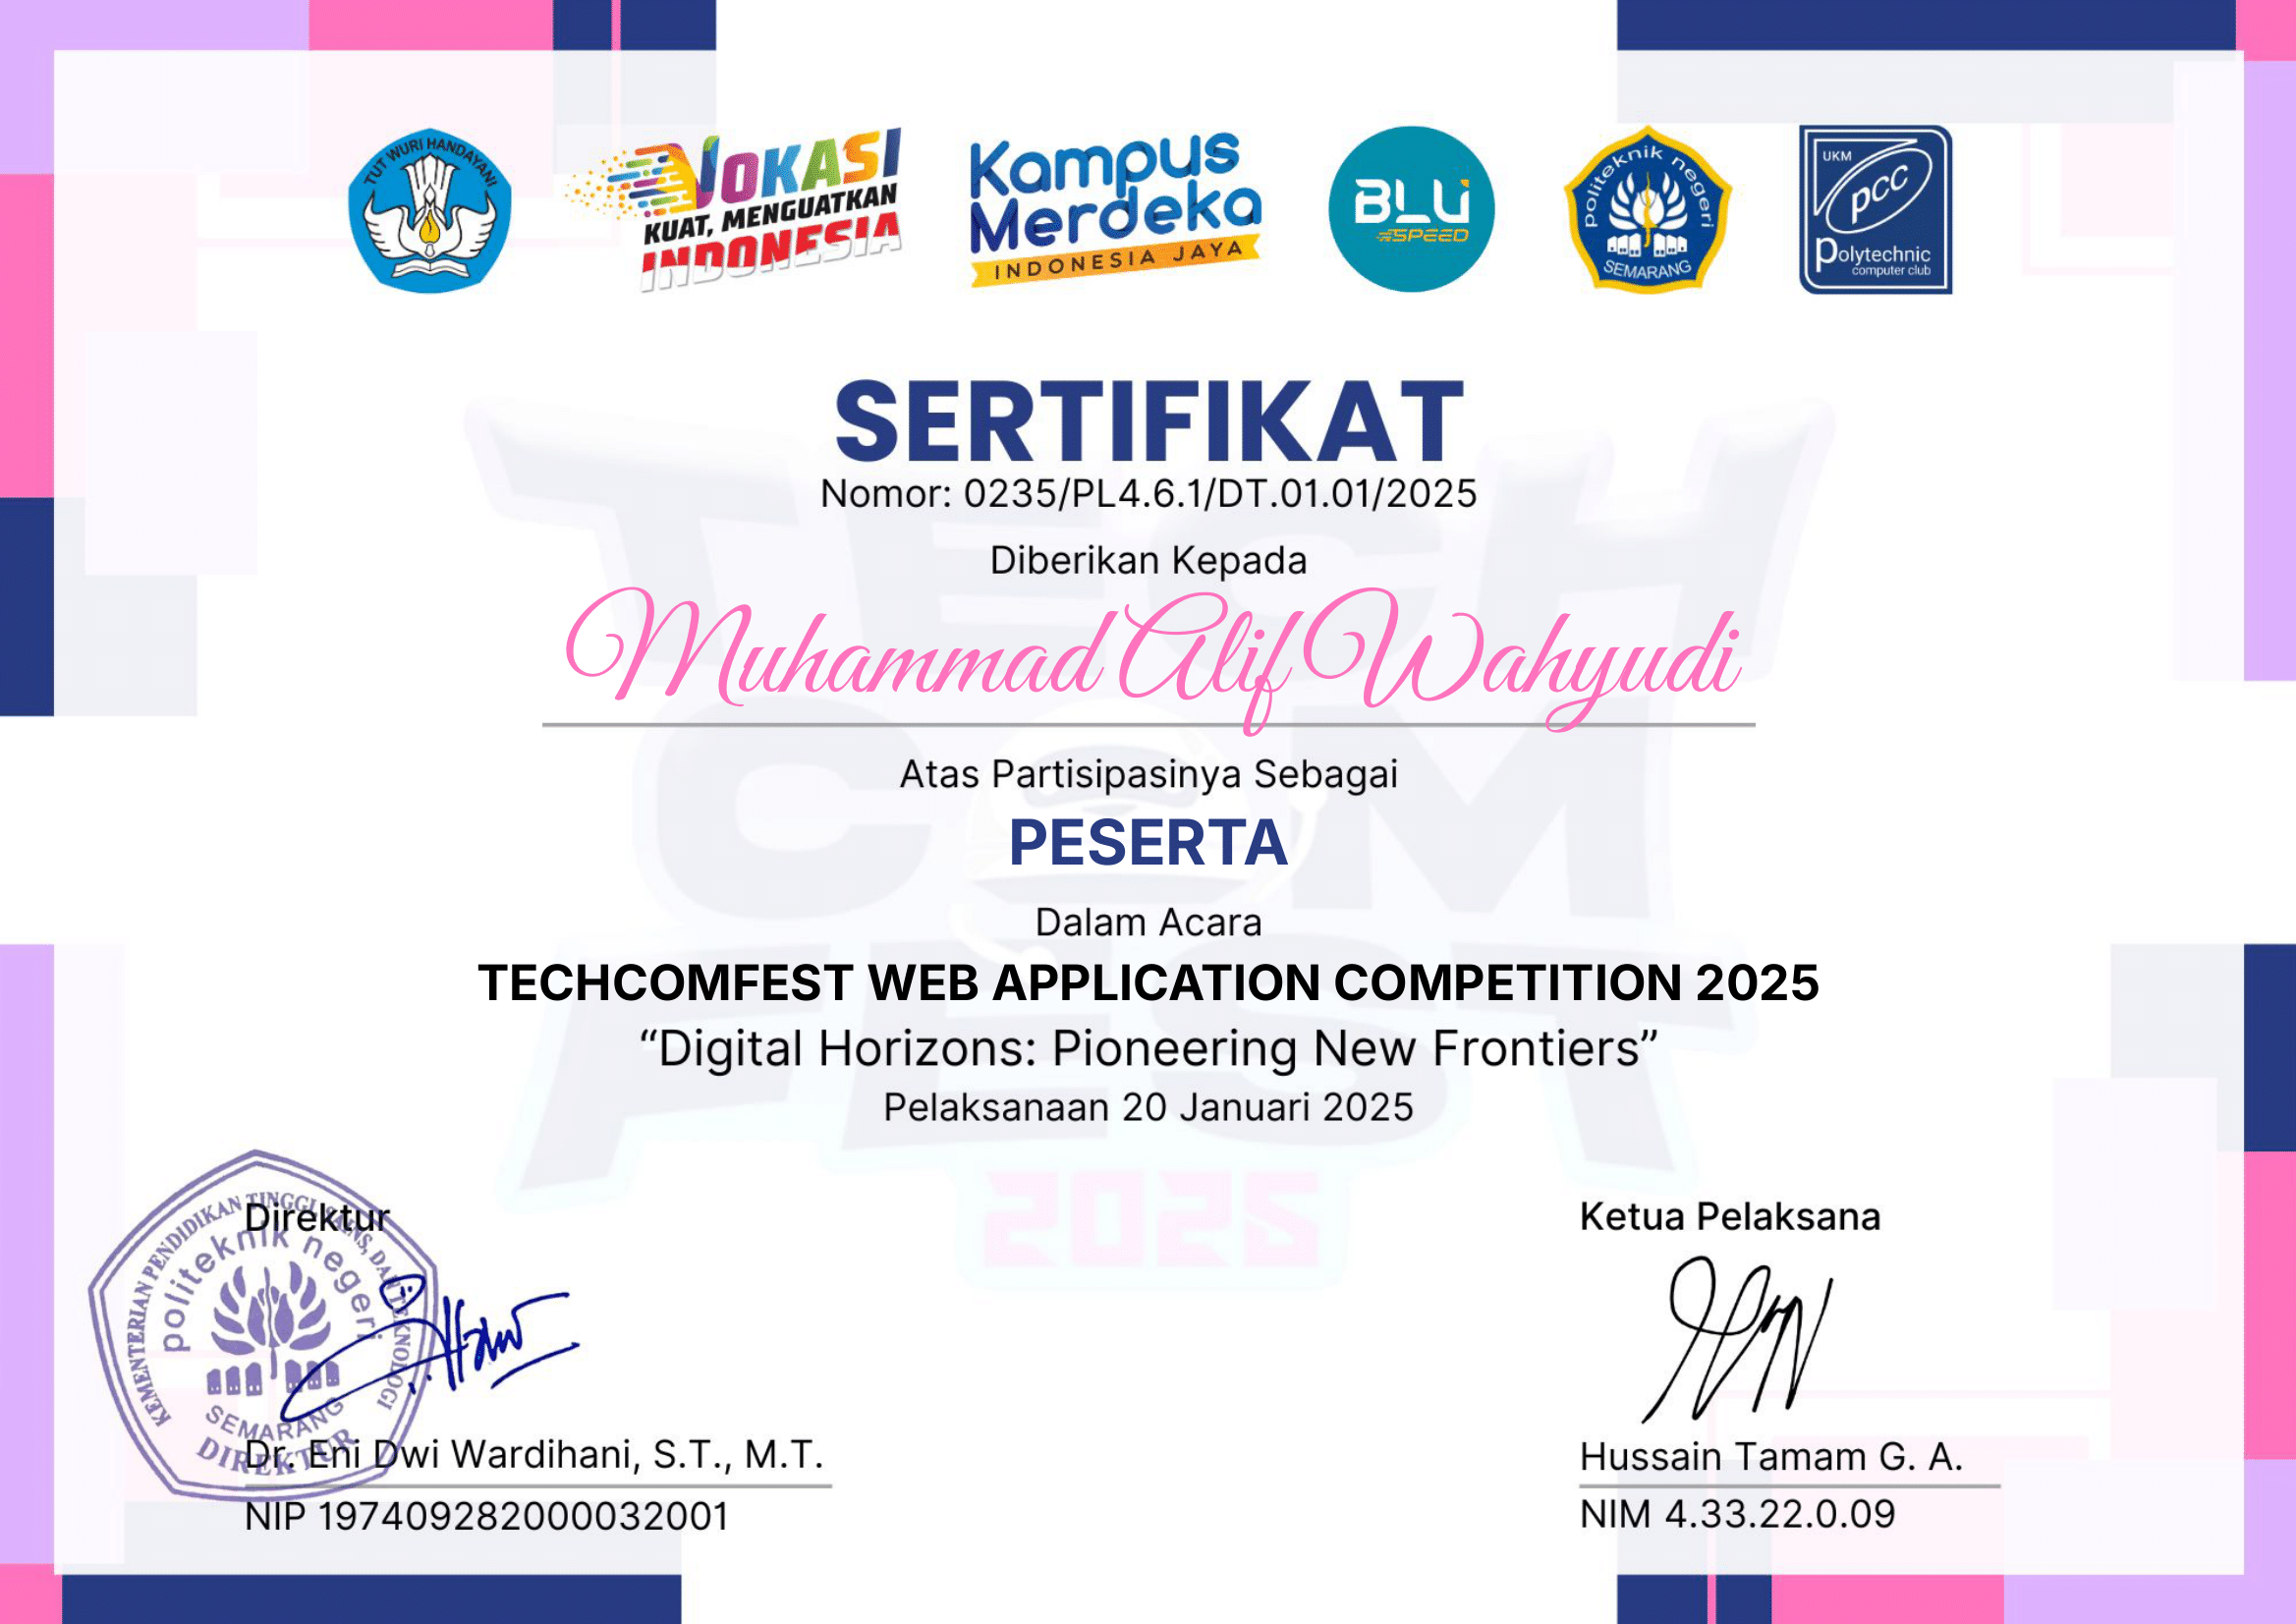 TUT WURI HANDAYANI
VOKASI
KUAT, MENGUATKAN
INDONESIA
Kampus
Merdeka
INDONESIA JAYA
BLU
SPEED
politeknik negeri
SEMARANG
UKM
pcc
Polytechnic
computer club
SERTIFIKAT
Nomor: 0235/PL4.6.1/DT.01.01/2025
Diberikan Kepada
Muhammad Alif Wahyudi
Atas Partisipasinya Sebagai
PESERTA
Dalam Acara
TECHCOMFEST WEB APPLICATION COMPETITION 2025
“Digital Horizons: Pioneering New Frontiers”
Pelaksanaan 20 Januari 2025
TECH
COM
FEST
2025
Direktur
KEMENTERIAN PENDIDIKAN TINGGI, SAINS, DAN TEKNOLOGI
politeknik negeri
SEMARANG
DIREKTUR
Dr. Eni Dwi Wardihani, S.T., M.T.
NIP 197409282000032001
Ketua Pelaksana
Hussain Tamam G. A.
NIM 4.33.22.0.09